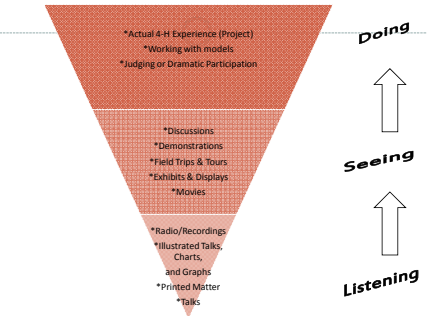 *Actual 4-H Experience (Project)
*Working with models
*Judging or Dramatic Participation
Doing
*Discussions
*Demonstrations
*Field Trips & Tours
*Exhibits & Displays
*Movies
Seeing
*Radio/Recordings
*Illustrated Talks,
Charts,
and Graphs
*Printed Matter
*Talks
Listening